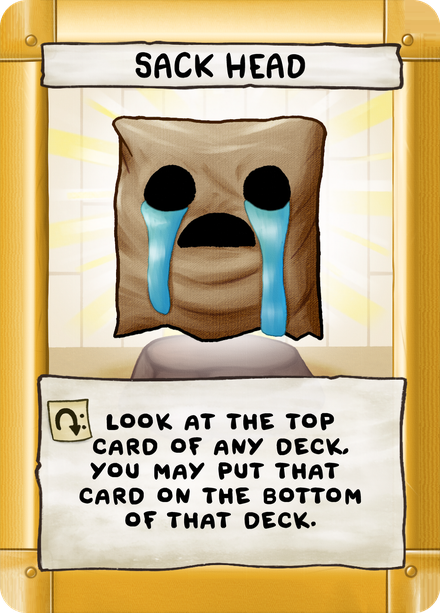 SACK HEAD
: LOOK AT THE TOP
CARD OF ANY DECK.
YOU MAY PUT THAT
CARD ON THE BOTTOM
OF THAT DECK.